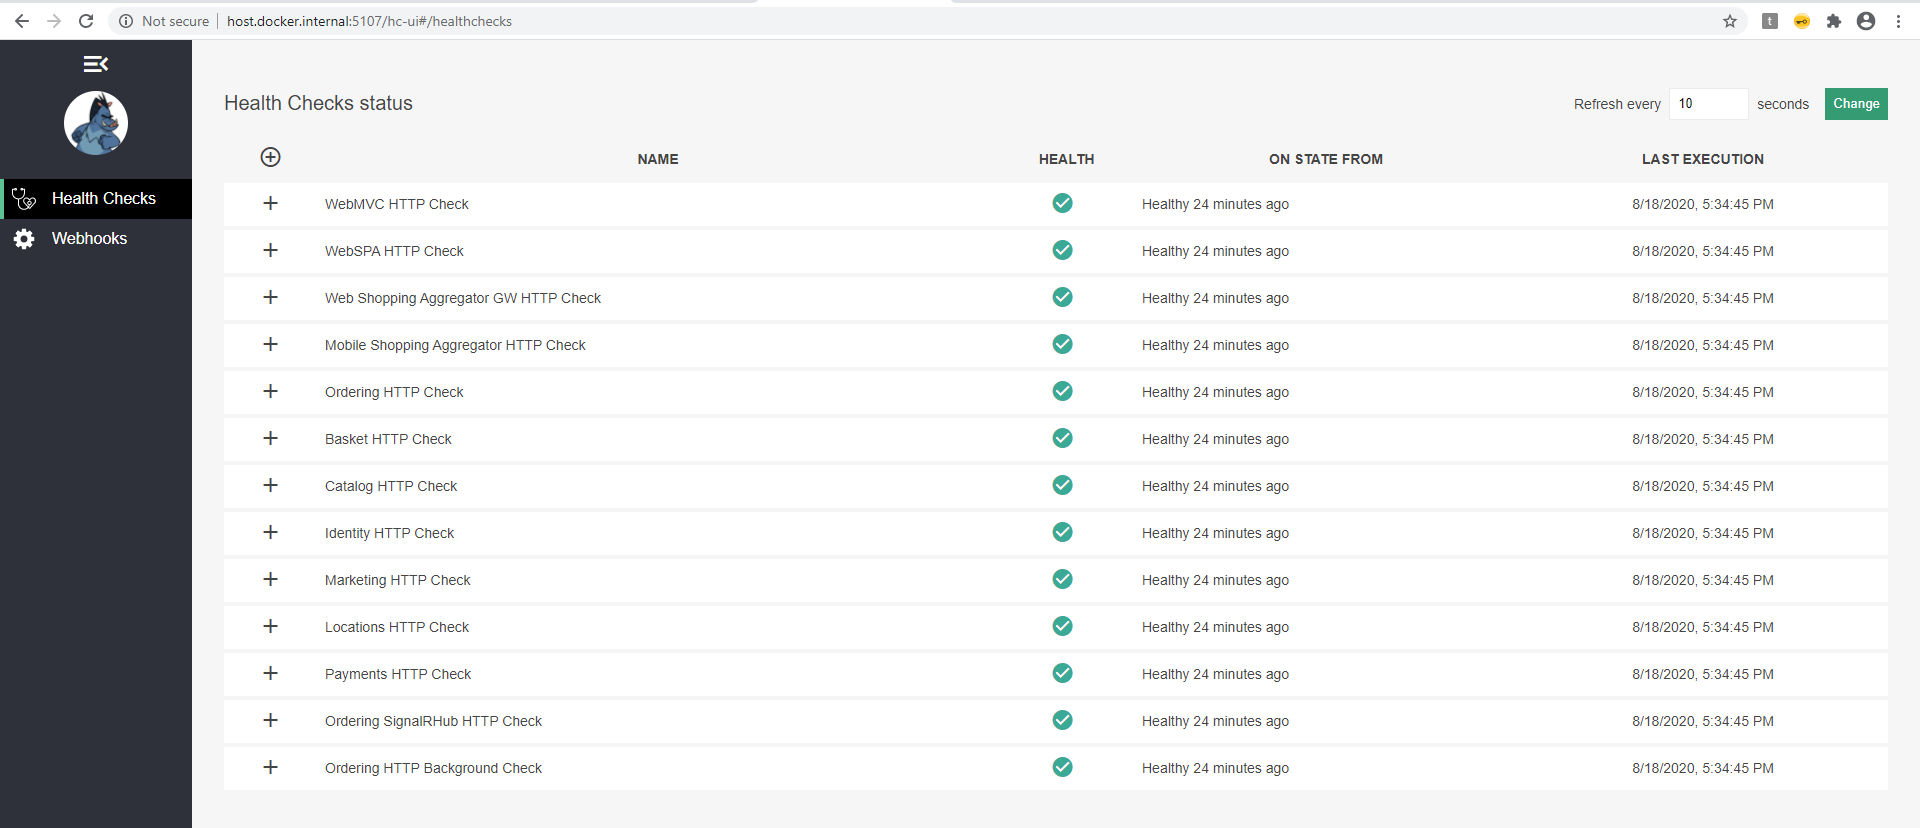 Not secure | host.docker.internal:5107/hc-ui#/healthchecks
t
Health Checks
Webhooks
Health Checks status
Refresh every 10 seconds Change
NAME HEALTH ON STATE FROM LAST EXECUTION
WebMVC HTTP Check Healthy 24 minutes ago 8/18/2020, 5:34:45 PM
WebSPA HTTP Check Healthy 24 minutes ago 8/18/2020, 5:34:45 PM
Web Shopping Aggregator GW HTTP Check Healthy 24 minutes ago 8/18/2020, 5:34:45 PM
Mobile Shopping Aggregator HTTP Check Healthy 24 minutes ago 8/18/2020, 5:34:45 PM
Ordering HTTP Check Healthy 24 minutes ago 8/18/2020, 5:34:45 PM
Basket HTTP Check Healthy 24 minutes ago 8/18/2020, 5:34:45 PM
Catalog HTTP Check Healthy 24 minutes ago 8/18/2020, 5:34:45 PM
Identity HTTP Check Healthy 24 minutes ago 8/18/2020, 5:34:45 PM
Marketing HTTP Check Healthy 24 minutes ago 8/18/2020, 5:34:45 PM
Locations HTTP Check Healthy 24 minutes ago 8/18/2020, 5:34:45 PM
Payments HTTP Check Healthy 24 minutes ago 8/18/2020, 5:34:45 PM
Ordering SignalRHub HTTP Check Healthy 24 minutes ago 8/18/2020, 5:34:45 PM
Ordering HTTP Background Check Healthy 24 minutes ago 8/18/2020, 5:34:45 PM